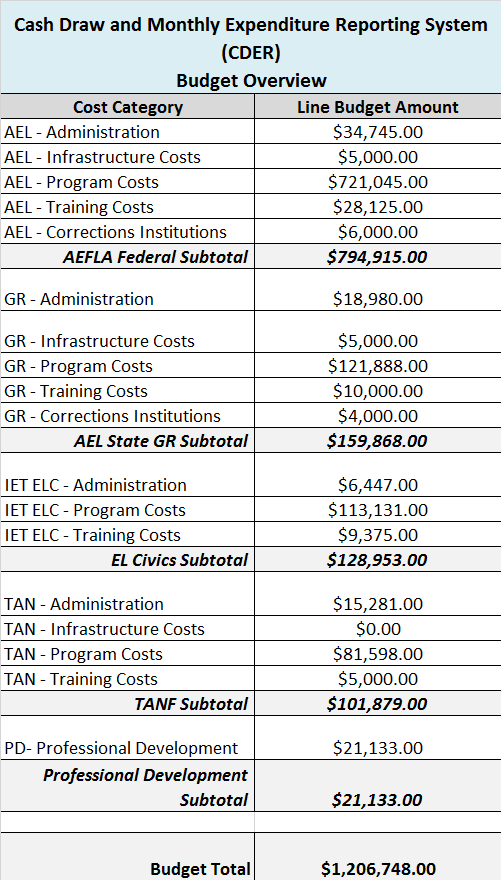 Cash Draw and Monthly Expenditure Reporting System
(CDER)
Budget Overview
Cost Category Line Budget Amount
AEL - Administration $34,745.00
AEL - Infrastructure Costs $5,000.00
AEL - Program Costs $721,045.00
AEL - Training Costs $28,125.00
AEL - Corrections Institutions $6,000.00
AEFLA Federal Subtotal $794,915.00
GR - Administration $18,980.00
GR - Infrastructure Costs $5,000.00
GR - Program Costs $121,888.00
GR - Training Costs $10,000.00
GR - Corrections Institutions $4,000.00
AEL State GR Subtotal $159,868.00
IET ELC - Administration $6,447.00
IET ELC - Program Costs $113,131.00
IET ELC - Training Costs $9,375.00
EL Civics Subtotal $128,953.00
TAN - Administration $15,281.00
TAN - Infrastructure Costs $0.00
TAN - Program Costs $81,598.00
TAN - Training Costs $5,000.00
TANF Subtotal $101,879.00
PD- Professional Development $21,133.00
Professional Development
Subtotal $21,133.00
Budget Total $1,206,748.00